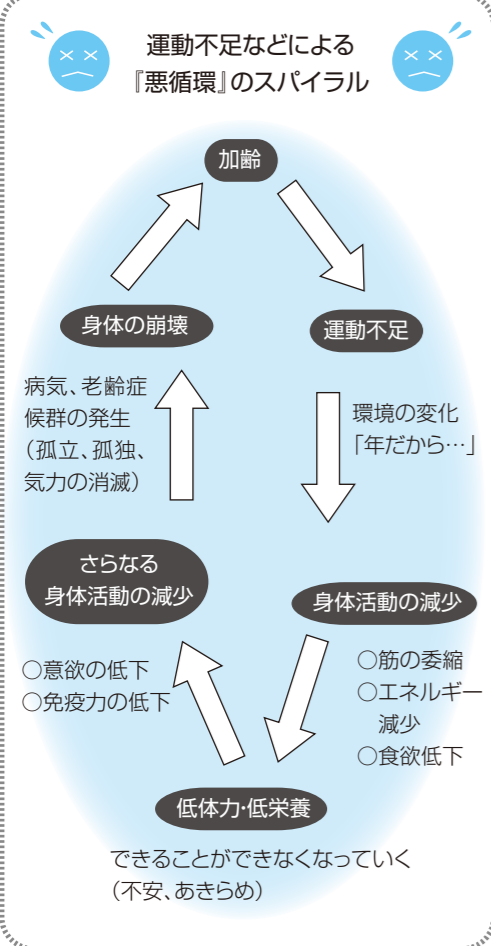 運動不足などによる
『悪循環』のスパイラル
加齢
運動不足
環境の変化
「年だから…」
身体活動の減少
○筋の委縮
○エネルギー
減少
○食欲低下
低体力・低栄養
できることができなくなっていく
(不安、あきらめ)
さらなる
身体活動の減少
○意欲の低下
○免疫力の低下
身体の崩壊
病気、老齢症
候群の発生
(孤立、孤独、
気力の消滅)